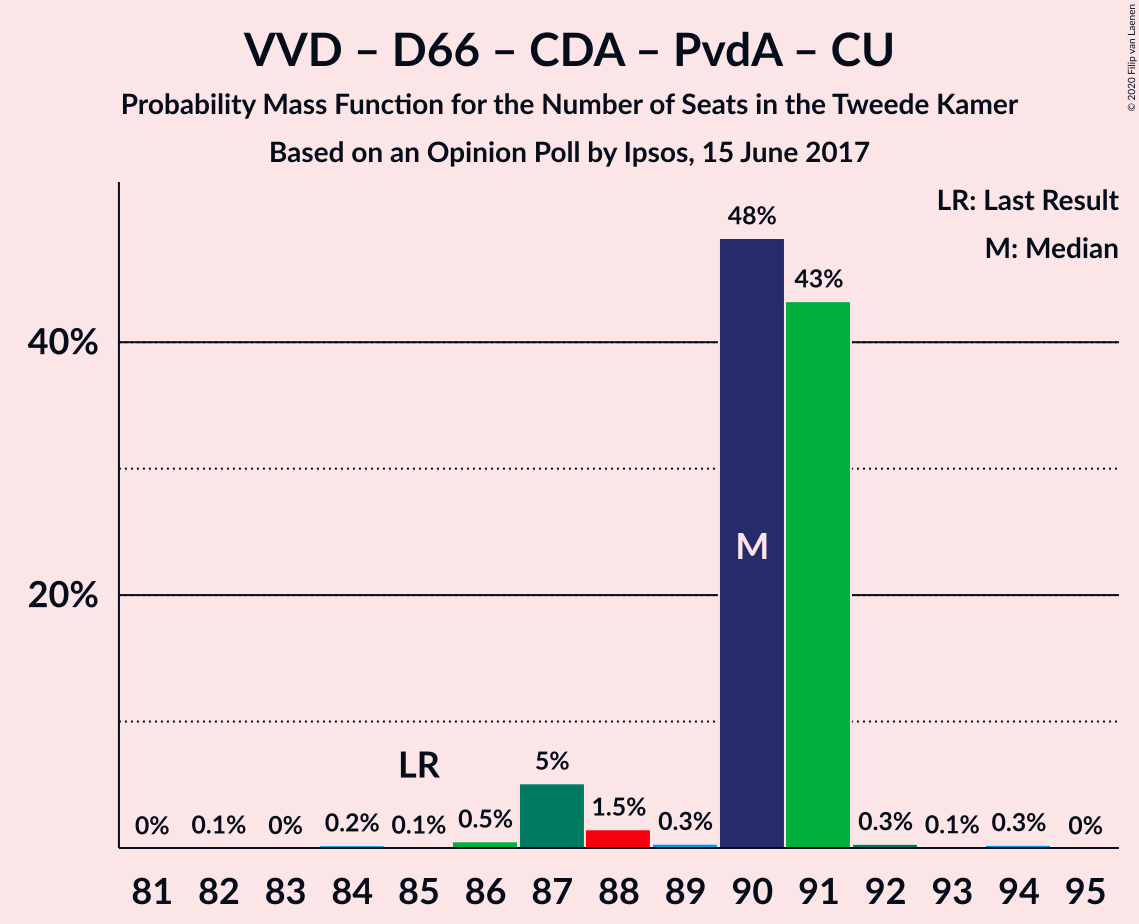 VVD – D66 – CDA – PvdA – CU
Probability Mass Function for the Number of Seats in the Tweede Kamer
Based on an Opinion Poll by Ipsos, 15 June 2017
© 2020 Filip van Laenen
LR: Last Result
M: Median
40%
20%
0%
0.1%
0%
0.2%
0.1%
LR
0.5%
5%
1.5%
0.3%
48%
M
43%
0.3%
0.1%
0.3%
0%
81 82 83 84 85 86 87 88 89 90 91 92 93 94 95